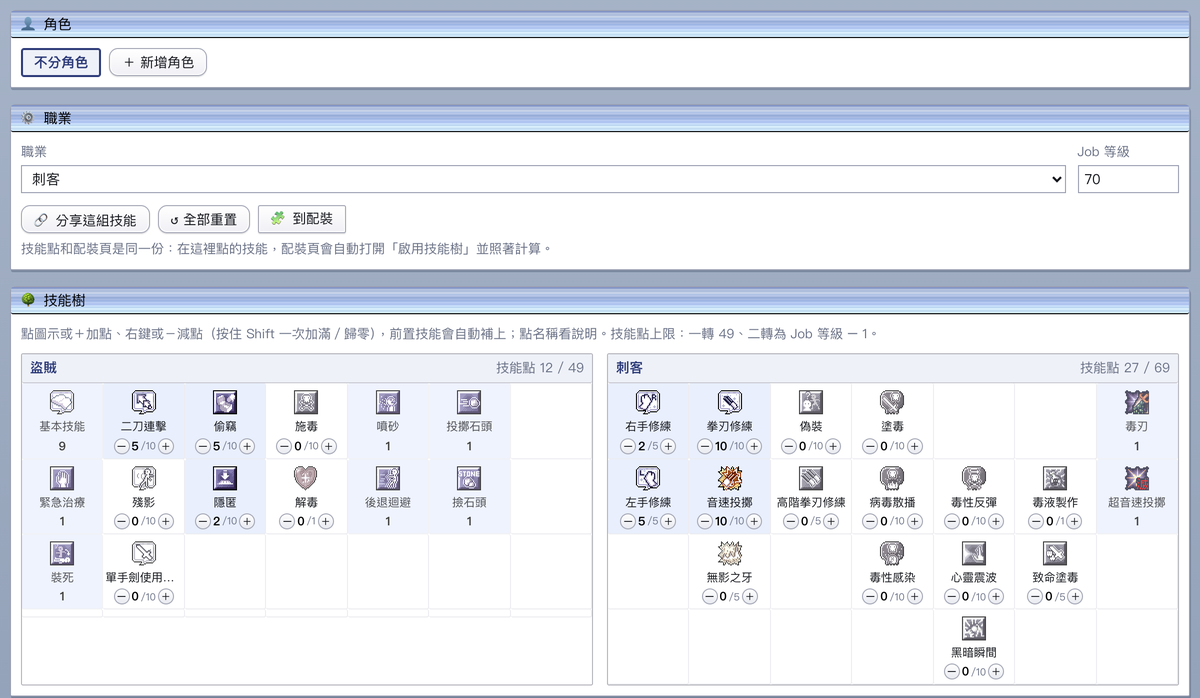 角色
不分角色 ＋ 新增角色
職業
職業 Job 等級
刺客 70
分享這組技能 ↺ 全部重置 到配裝
技能點和配裝頁是同一份：在這裡點的技能，配裝頁會自動打開「啟用技能樹」並照著計算。
技能樹
點圖示或＋加點、右鍵或－減點（按住 Shift 一次加滿 / 歸零），前置技能會自動補上；點名稱看說明。技能點上限：一轉 49、二轉為 Job 等級 － 1。
盜賊 技能點 12 / 49
基本技能 二刀連擊 偷竊 施毒 噴砂 投擲石頭
9 －5/10＋ －5/10＋ －0/10＋ 1 1
緊急治療 殘影 隱匿 解毒 後退迴避 撿石頭
1 －0/10＋ －2/10＋ －0/1＋ 1 1
裝死 單手劍使用…
1 －0/10＋
刺客 技能點 27 / 69
右手修練 拳刃修練 偽裝 塗毒 毒刃
－2/5＋ －10/10＋ －0/10＋ －0/10＋ 1
左手修練 音速投擲 高階拳刃修練 病毒散播 毒性反彈 毒液製作 超音速投擲
－5/5＋ －10/10＋ －0/5＋ －0/10＋ －0/10＋ －0/1＋ 1
無影之牙 毒性感染 心靈震波 致命塗毒
－0/5＋ －0/10＋ －0/10＋ －0/5＋
黑暗瞬間
－0/10＋